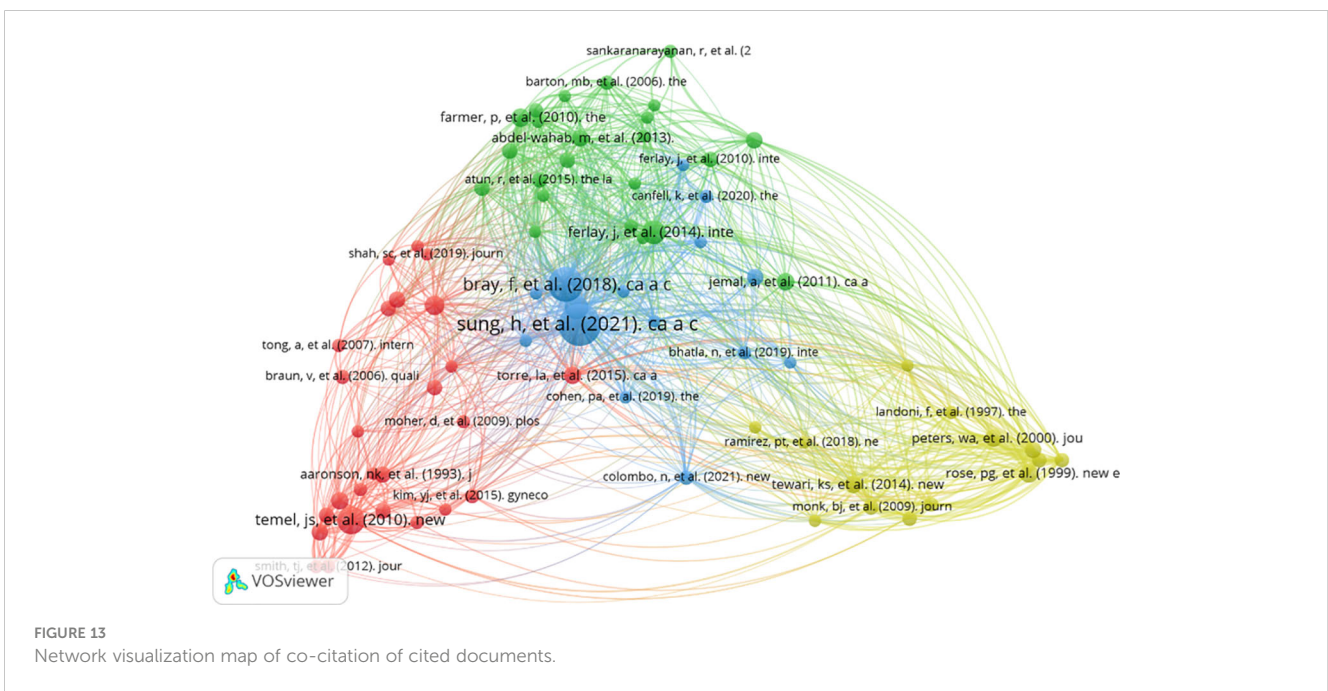 sankaranarayanan, r, et al. (2
barton, mb, et al. (2006). the
farmer, p, et al. (2010). the
abdel-wahab, m, et al. (2013).
ferlay, j, et al. (2010). inte
atun, r, et al. (2015). the la
canfell, k, et al. (2020). the
ferlay, j, et al. (2014). inte
shah, sc, et al. (2019). journ
bray, f, et al. (2018). ca a c
jemal, a, et al. (2011). ca a
sung, h, et al. (2021). ca a c
tong, a, et al. (2007). intern
bhatla, n, et al. (2019). inte
braun, v, et al. (2006). quali
torre, la, et al. (2015). ca a
cohen, pa, et al. (2019). the
landoni, f, et al. (1997). the
moher, d, et al. (2009). plos
ramirez, pt, et al. (2018). ne
peters, wa, et al. (2000). jou
aaronson, nk, et al. (1993). j
colombo, n, et al. (2021). new
rose, pg, et al. (1999). new e
tewari, ks, et al. (2014). new
kim, yj, et al. (2015). gyneco
monk, bj, et al. (2009). journ
temel, js, et al. (2010). new
smith, tj, et al. (2012). jour
VOSviewer
FIGURE 13
Network visualization map of co-citation of cited documents.